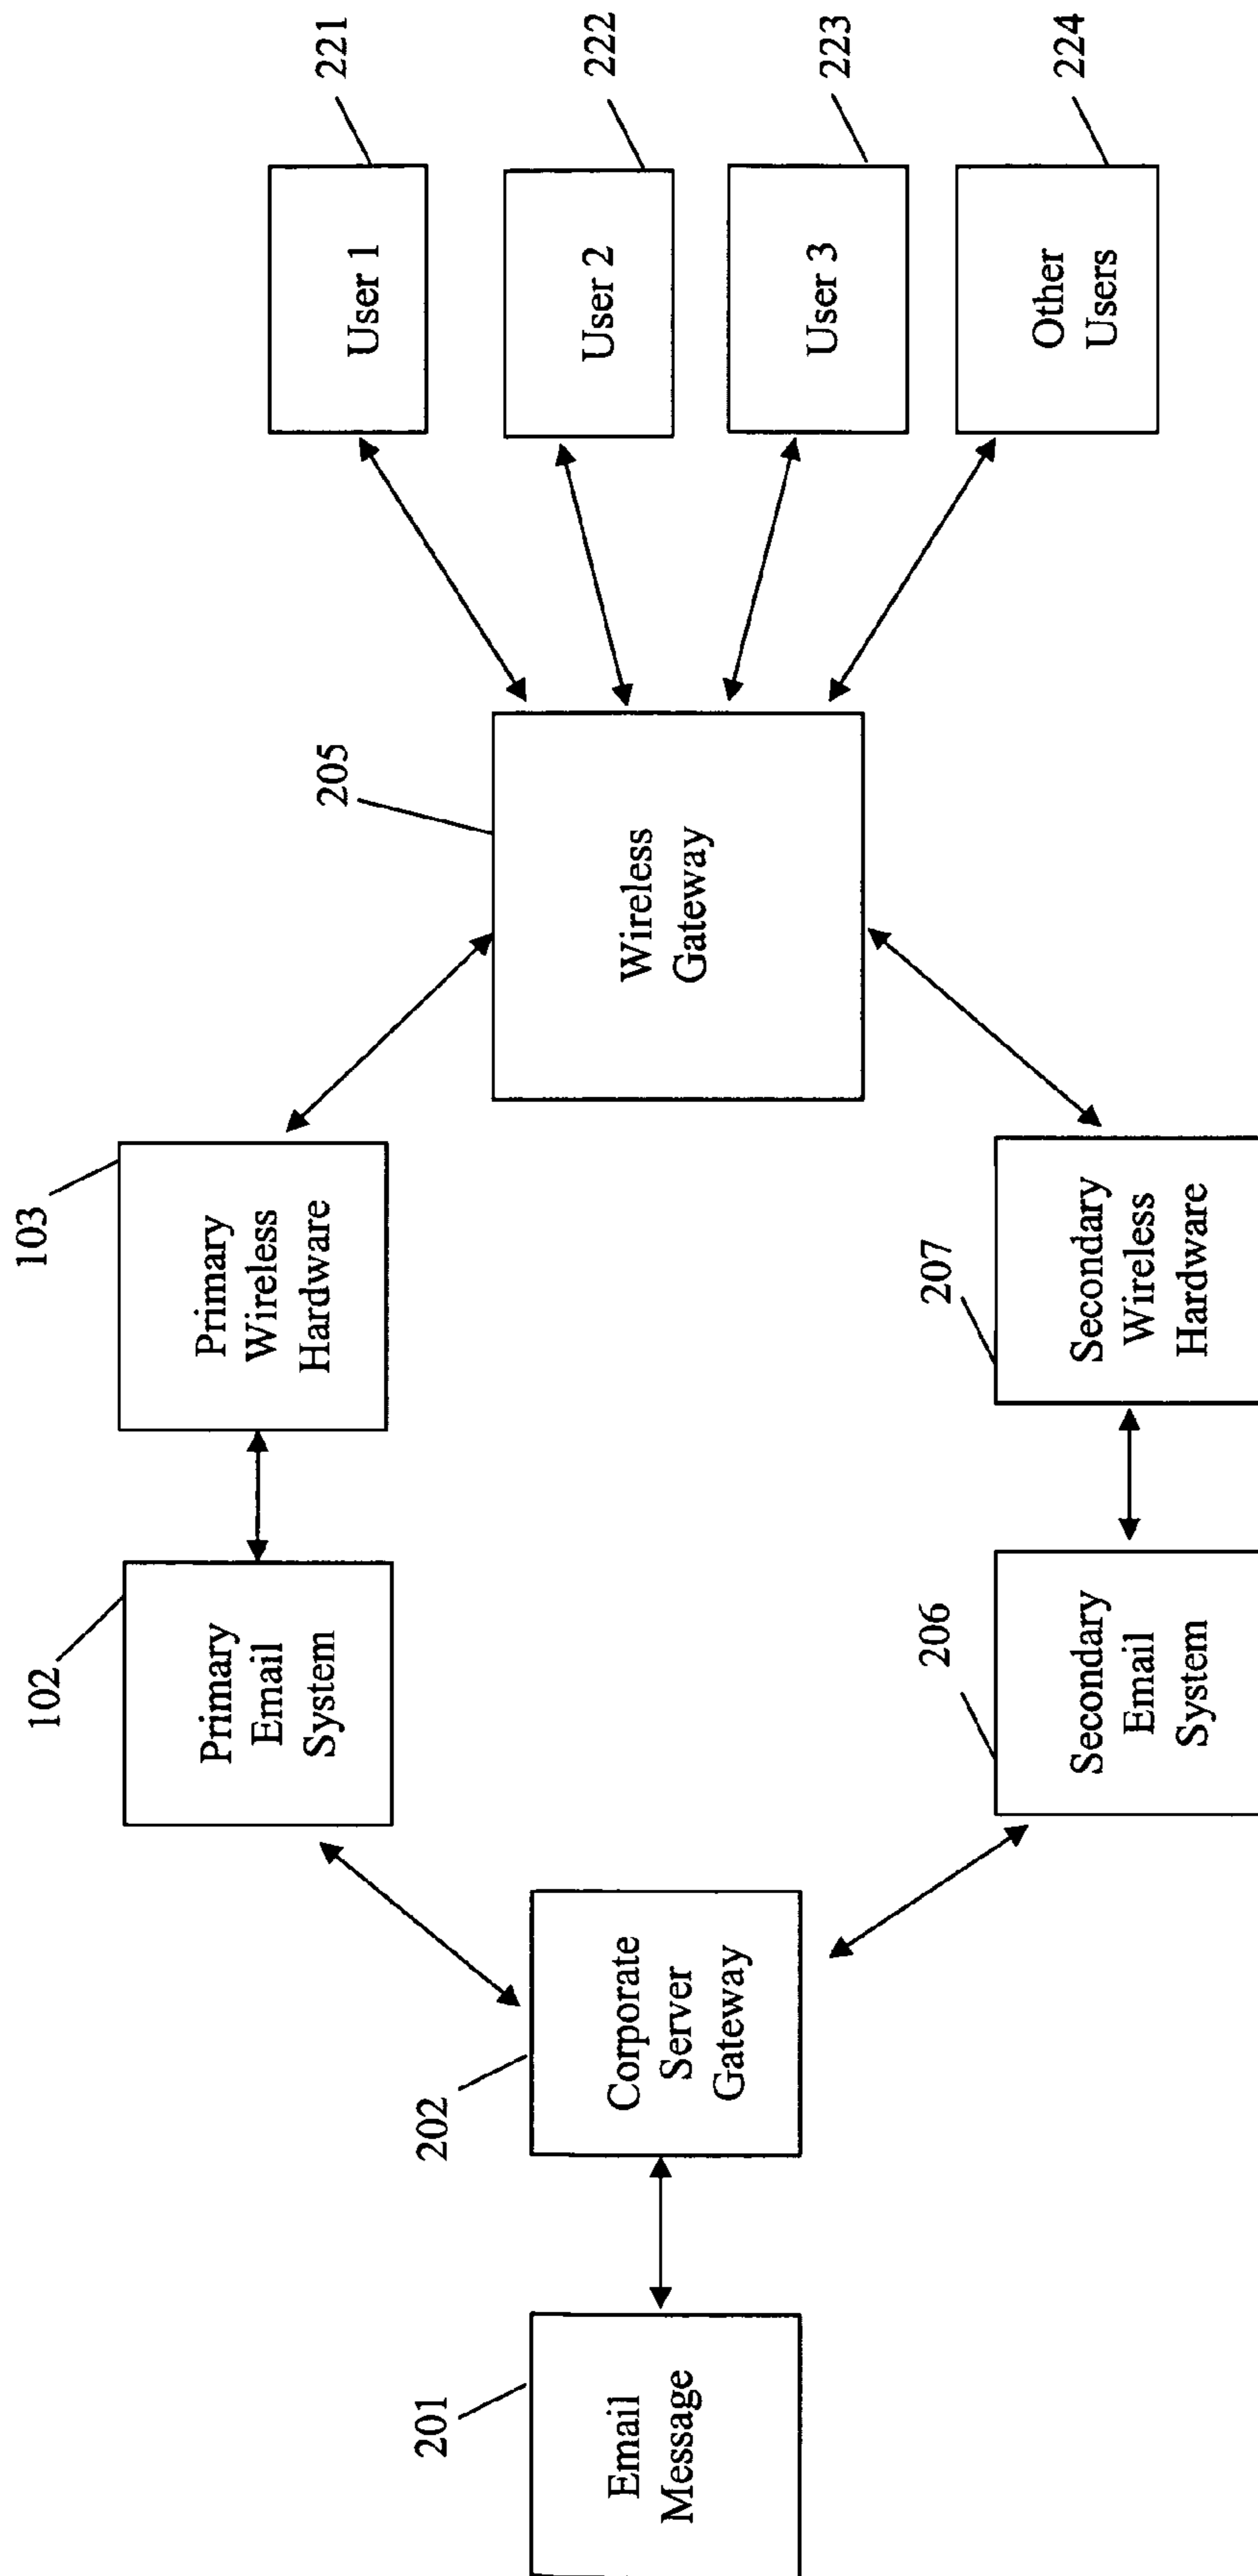 201
Email
Message
202
Corporate
Server
Gateway
102
Primary
Email
System
103
Primary
Wireless
Hardware
206
Secondary
Email
System
207
Secondary
Wireless
Hardware
205
Wireless
Gateway
User 1
221
User 2
222
User 3
223
Other
Users
224